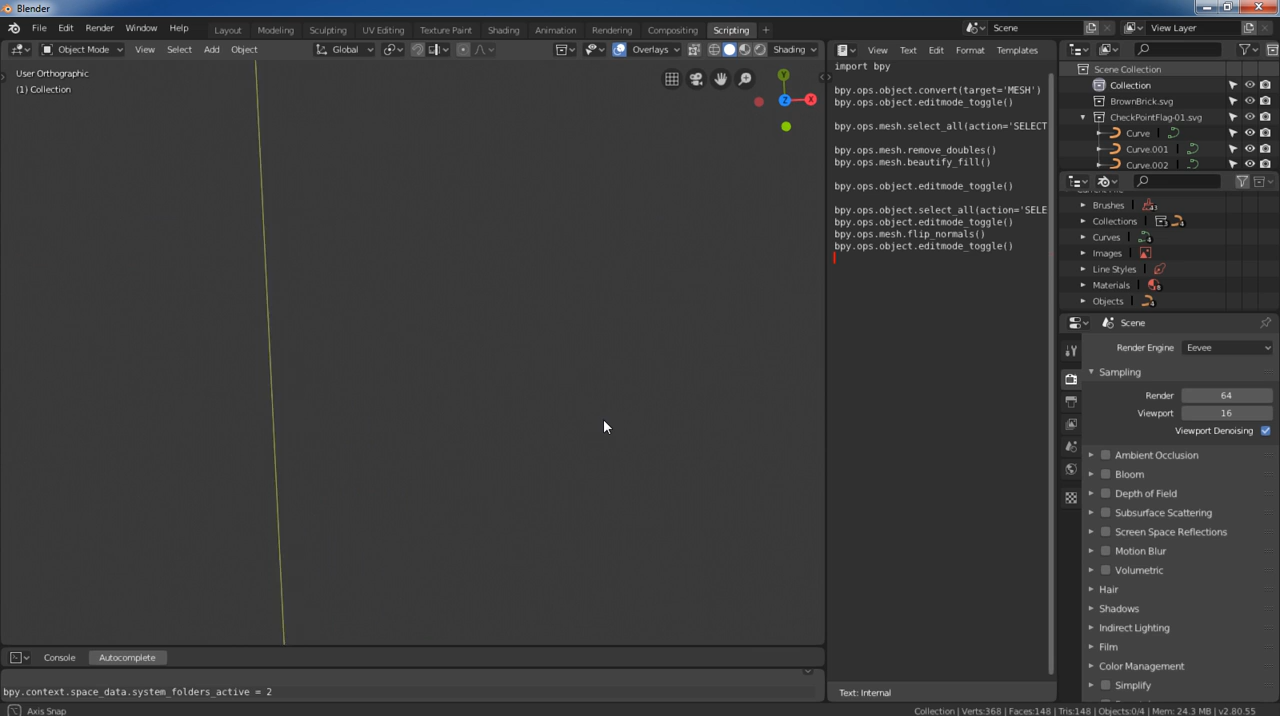 Blender
File Edit Render Window Help
Layout Modeling Sculpting UV Editing Texture Paint Shading Animation Rendering Compositing Scripting +
Scene
View Layer
Object Mode View Select Add Object
Global
Overlays
Shading
View Text Edit Format Templates
User Orthographic
(1) Collection
Y
Z
X
import bpy
bpy.ops.object.convert(target='MESH')
bpy.ops.object.editmode_toggle()
bpy.ops.mesh.select_all(action='SELECT
bpy.ops.mesh.remove_doubles()
bpy.ops.mesh.beautify_fill()
bpy.ops.object.editmode_toggle()
bpy.ops.object.select_all(action='SELE
bpy.ops.object.editmode_toggle()
bpy.ops.mesh.flip_normals()
bpy.ops.object.editmode_toggle()
Text: Internal
Scene Collection
Collection
BrownBrick.svg
CheckPointFlag-01.svg
Curve
Curve.001
Curve.002
Brushes
Collections
Curves
Images
Line Styles
Materials
Objects
Scene
Render Engine Eevee
Sampling
Render 64
Viewport 16
Viewport Denoising
Ambient Occlusion
Bloom
Depth of Field
Subsurface Scattering
Screen Space Reflections
Motion Blur
Volumetric
Hair
Shadows
Indirect Lighting
Film
Color Management
Simplify
Console Autocomplete
bpy.context.space_data.system_folders_active = 2
Axis Snap
Collection | Verts:368 | Faces:148 | Tris:148 | Objects:0/4 | Mem: 24.3 MB | v2.80.55